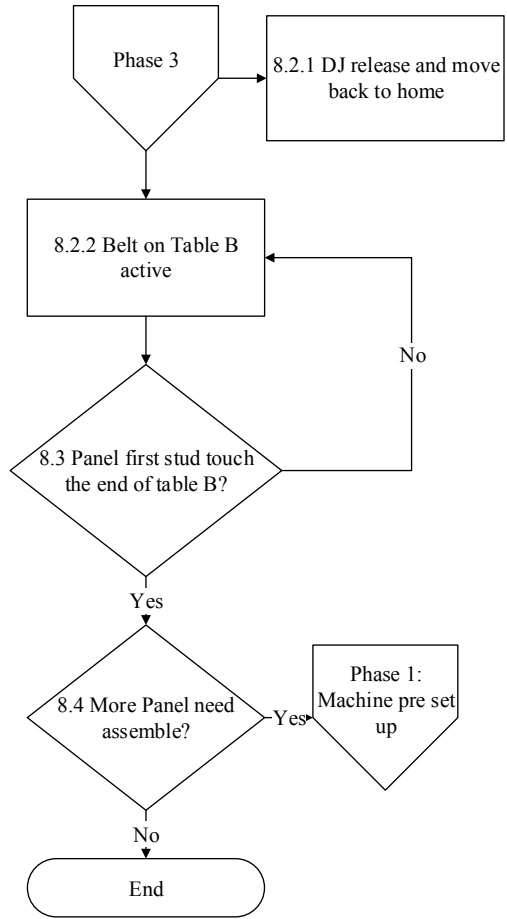 Phase 3
8.2.1 DJ release and move
back to home
8.2.2 Belt on Table B
active
No
8.3 Panel first stud touch
the end of table B?
Yes
8.4 More Panel need
assemble?
Yes
Phase 1:
Machine pre set
up
No
End